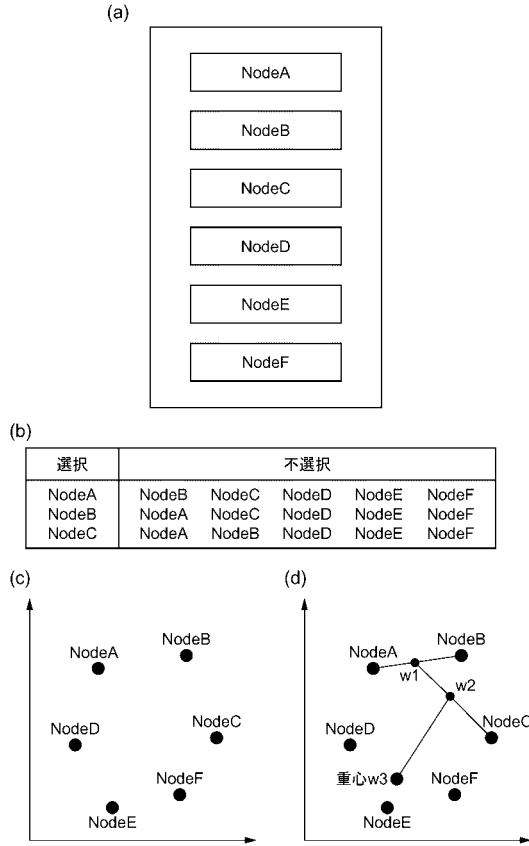 (a)
NodeA
NodeB
NodeC
NodeD
NodeE
NodeF
(b)
選択 不選択
NodeA NodeB NodeC NodeD NodeE NodeF
NodeB NodeA NodeC NodeD NodeE NodeF
NodeC NodeA NodeB NodeD NodeE NodeF
(c)
NodeB
NodeA
NodeC
NodeD
NodeF
NodeE
(d)
NodeB
NodeA
w1
w2
NodeC
NodeD
重心w3
NodeF
NodeE